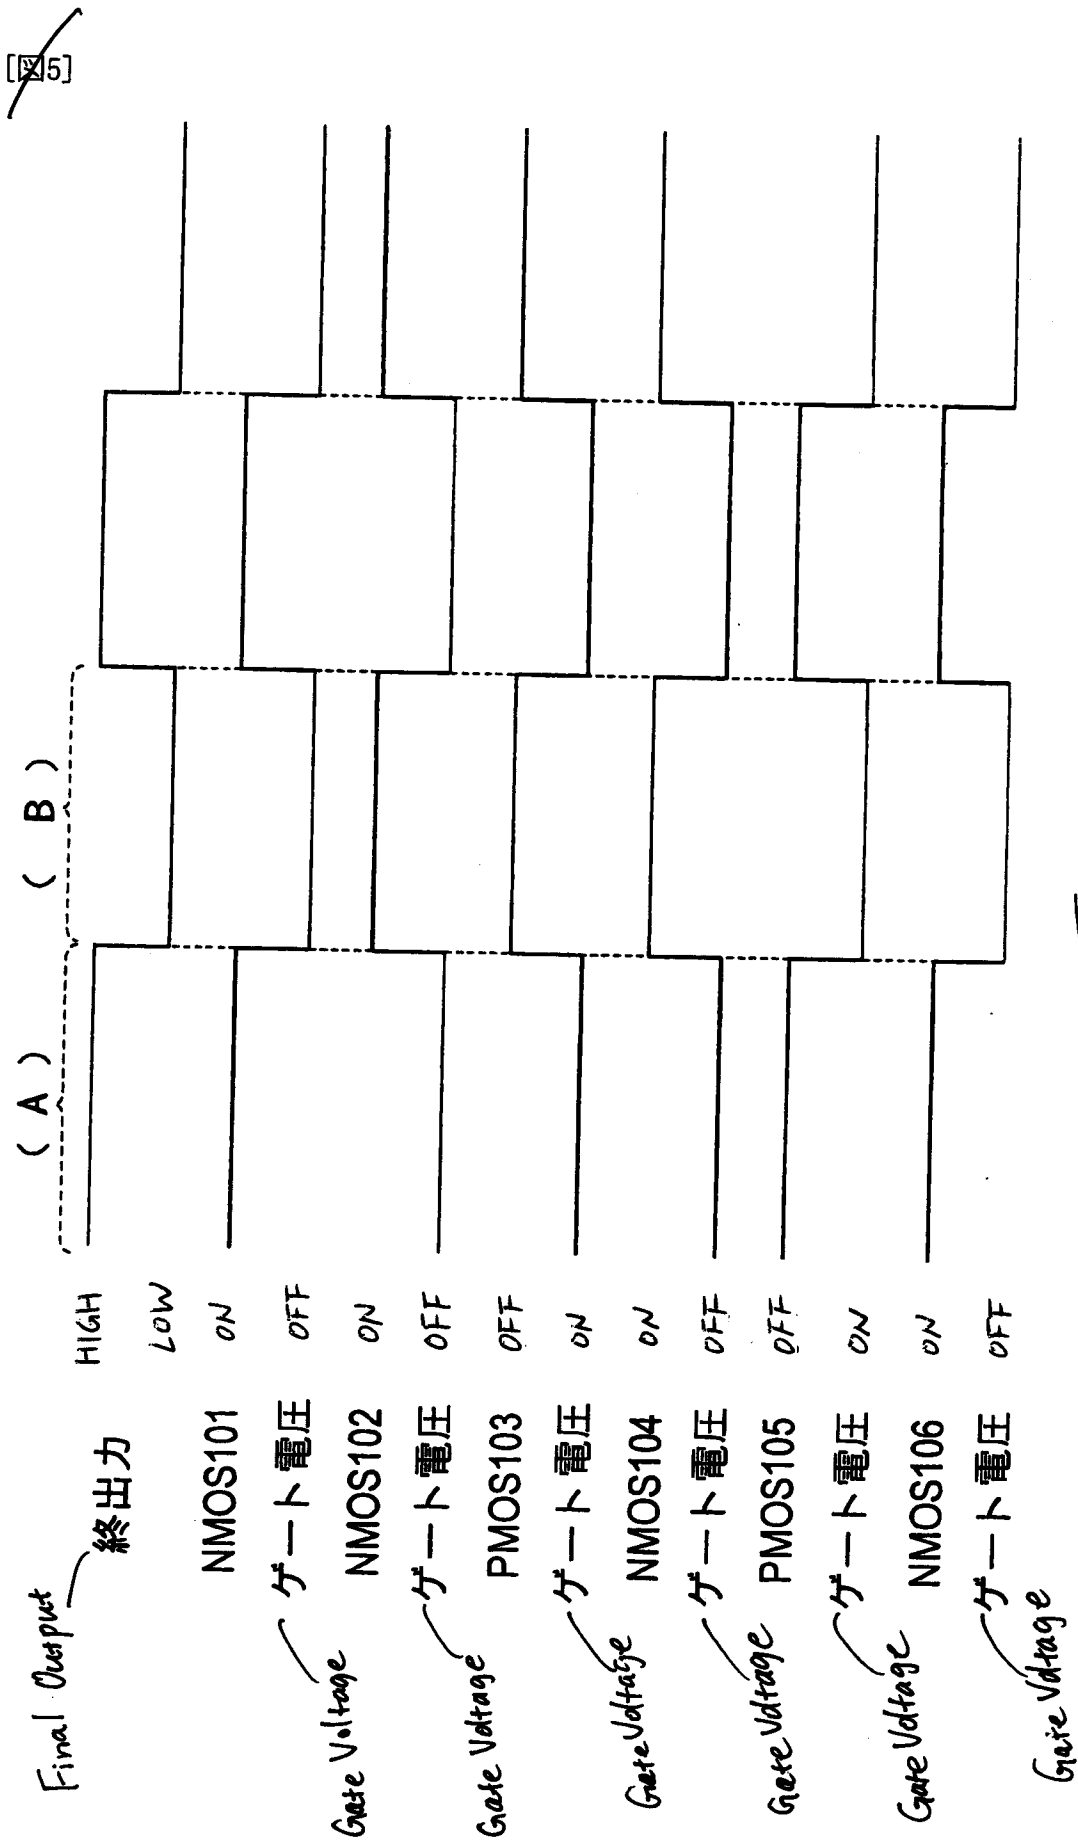 [図5]
( A )
( B )
Final Output
終出力
HIGH
LOW
NMOS101
ゲート電圧
Gate Voltage
ON
OFF
NMOS102
ゲート電圧
Gate Voltage
ON
OFF
PMOS103
ゲート電圧
Gate Voltage
OFF
ON
NMOS104
ゲート電圧
Gate Voltage
ON
OFF
PMOS105
ゲート電圧
Gate Voltage
OFF
ON
NMOS106
ゲート電圧
Gate Voltage
ON
OFF